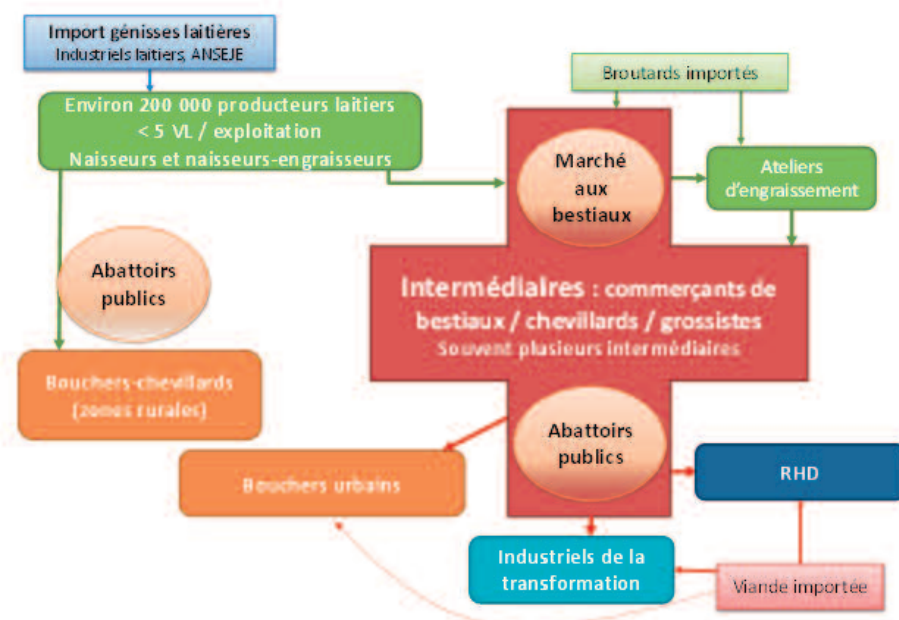 Import génisses laitières
Industriels laitiers, ANSEJE
Broutards importés
Environ 200 000 producteurs laitiers
< 5 VL / exploitation
Naisseurs et naisseurs-engraisseurs
Marché
aux
bestiaux
Ateliers
d'engraissement
Abattoirs
publics
Intermédiaires : commerçants de
bestiaux / chevillards / grossistes
Souvent plusieurs intermédiaires
Bouchers-chevillards
(zones rurales)
Abattoirs
publics
Bouchers urbains
RHD
Industriels de la
transformation
Viande importée